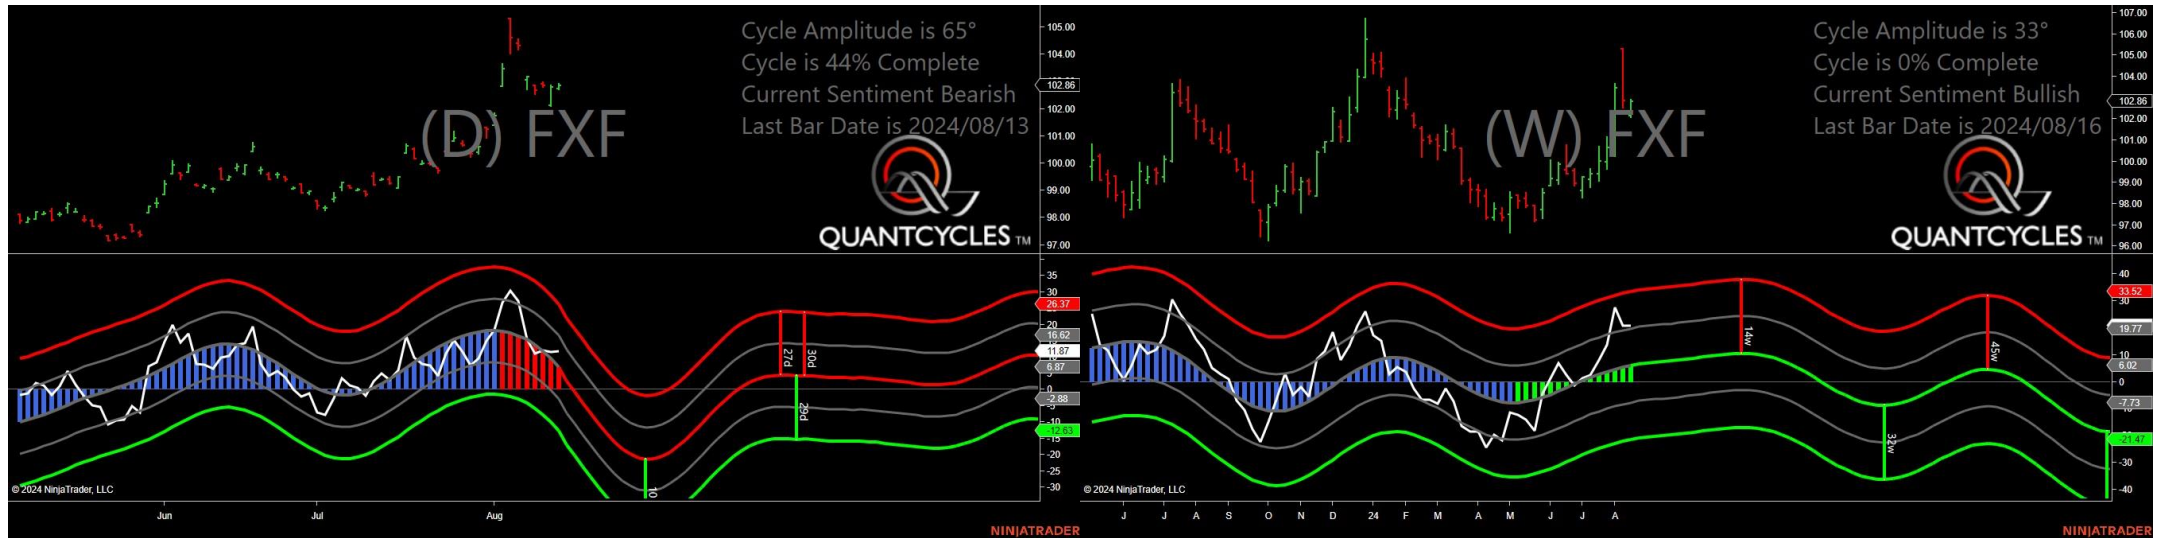 Cycle Amplitude is 65°
Cycle is 44% Complete
Current Sentiment Bearish
Last Bar Date is 2024/08/13
(D) FXF
QUANTCYCLES TM
105.00
104.00
102.86
102.00
101.00
100.00
99.00
98.00
97.00
35
30
26.37
20
16.62
11.87
6.87
0
-2.88
-12.63
-15
-20
-25
-30
27d
30d
29d
10
© 2024 NinjaTrader, LLC
Jun
Jul
Aug
NINJATRADER
Cycle Amplitude is 33°
Cycle is 0% Complete
Current Sentiment Bullish
Last Bar Date is 2024/08/16
(W) FXF
QUANTCYCLES TM
107.00
106.00
105.00
104.00
102.86
102.00
101.00
100.00
99.00
98.00
97.00
96.00
40
33.52
30
19.77
10
6.02
0
-7.73
-21.47
-30
-40
14w
45w
32w
© 2024 NinjaTrader, LLC
J
J
A
S
O
N
D
24
F
M
A
M
J
J
A
NINJATRADER